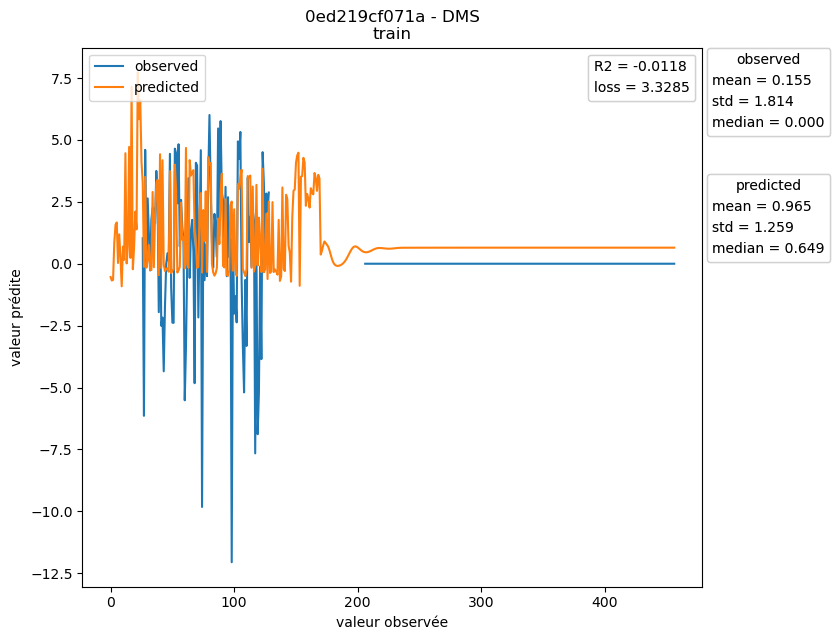 0ed219cf071a - DMS
train
observed
predicted
R2 = -0.0118
loss = 3.3285
observed
mean = 0.155
std = 1.814
median = 0.000
predicted
mean = 0.965
std = 1.259
median = 0.649
valeur prédite
7.5
5.0
2.5
0.0
−2.5
−5.0
−7.5
−10.0
−12.5
0
100
200
300
400
valeur observée